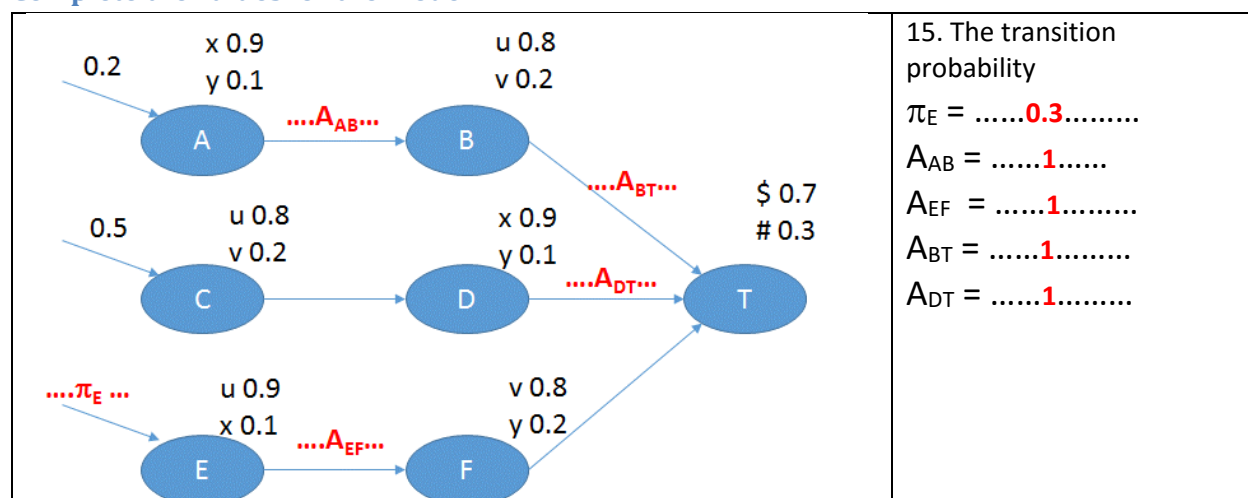 15. The transition
probability
πE = ......0.3.........
AAB = ......1......
AEF = ......1.........
ABT = ......1......
ADT = ......1.........
x 0.9
y 0.1
u 0.8
v 0.2
0.2
A
....AAB...
B
....ABT...
$ 0.7
# 0.3
0.5
u 0.8
v 0.2
x 0.9
y 0.1
C
D
....ADT...
T
....πE ...
u 0.9
x 0.1
v 0.8
y 0.2
E
....AEF...
F